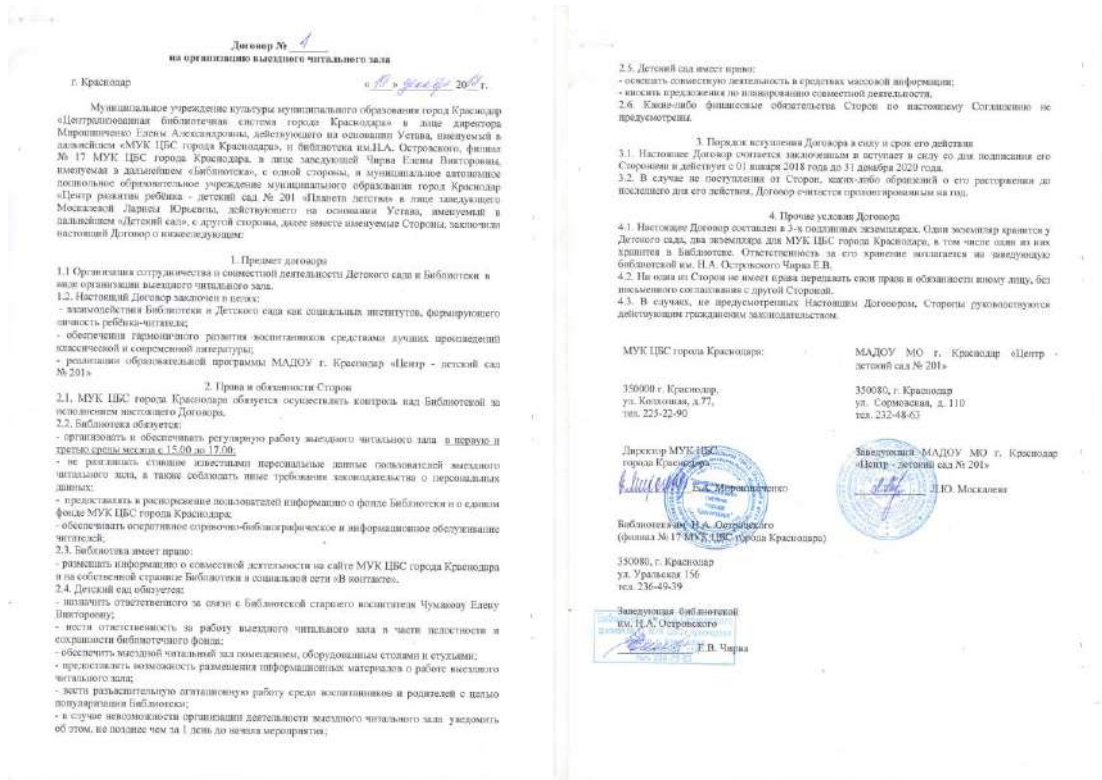 Договор № 1
на организацию выездного читального зала
г. Краснодар
Муниципальное учреждение культуры муниципального образования город Краснодар
«Централизованная библиотечная система города Краснодара» в лице директора
Мирошниченко Елены Александровны, действующего на основании Устава, именуемый в
дальнейшем «МУК ЦБС города Краснодара», и библиотека им.Н.А. Островского, филиал
№ 17 МУК ЦБС города Краснодара, в лице заведующей Чирва Елены Викторовны,
именуемая в дальнейшем «Библиотека», с одной стороны, и муниципальное автономное
дошкольное образовательное учреждение муниципального образования город Краснодар
«Центр развития ребёнка - детский сад № 201 «Планета детства» в лице заведующего
Москалевой Ларисы Юрьевны, действующего на основании Устава, именуемый в
дальнейшем «Детский сад», с другой стороны, далее вместе именуемые Стороны, заключили
настоящий Договор о нижеследующем:
1. Предмет договора
1.1 Организация сотрудничества и совместной деятельности Детского сада и Библиотеки в
виде организации выездного читального зала.
1.2. Настоящий Договор заключен в целях:
- взаимодействия Библиотеки и Детского сада как социальных институтов, формирующего
личность ребёнка-читателя;
- обеспечения гармоничного развития воспитанников средствами лучших произведений
классической и современной литературы;
- реализации образовательной программы МАДОУ г. Краснодар «Центр - детский сад
№ 201»
2. Права и обязанности Сторон
2.1. МУК ЦБС города Краснодара обязуется осуществлять контроль над Библиотекой за
исполнением настоящего Договора.
2.2. Библиотека обязуется:
- организовать и обеспечивать регулярную работу выездного читального зала в первую и
третью среды месяца с 15.00 до 17.00;
- не разглашать ставшие известными персональные данные пользователей выездного
читального зала, а также соблюдать иные требования законодательства о персональных
данных;
- предоставлять в распоряжение пользователей информацию о фонде Библиотеки и о едином
фонде МУК ЦБС города Краснодара;
- обеспечивать оперативное справочно-библиографическое и информационное обслуживание
читателей;
2.3. Библиотека имеет право:
- размещать информацию о совместной деятельности на сайте МУК ЦБС города Краснодара
и на собственной странице Библиотеки в социальной сети «В контакте».
2.4. Детский сад обязуется:
- назначить ответственного за связи с Библиотекой старшего воспитателя Чумакову Елену
Викторовну;
- нести ответственность за работу выездного читального зала в части целостности и
сохранности библиотечного фонда;
- обеспечить выездной читальный зал помещением, оборудованным столами и стульями;
- предоставлять возможность размещения информационных материалов о работе выездного
читального зала;
- вести разъяснительную агитационную работу среди воспитанников и родителей с целью
популяризации Библиотеки;
- в случае невозможности организации деятельности выездного читального зала уведомить
об этом, не позднее чем за 1 день до начала мероприятия;
2.5. Детский сад имеет право:
- освещать совместную деятельность в средствах массовой информации;
- вносить предложения по планированию совместной деятельности.
2.6. Какие-либо финансовые обязательства Сторон по настоящему Соглашению не
предусмотрены.
3. Порядок вступления Договора в силу и срок его действия
3.1. Настоящее Договор считается заключенным и вступает в силу со дня подписания его
Сторонами и действует с 01 января 2018 года до 31 декабря 2020 года.
3.2. В случае не поступления от Сторон, каких-либо обращений о его расторжении до
последнего дня его действия, Договор считается пролонгированным на год.
4. Прочие условия Договора
4.1. Настоящее Договор составлен в 3-х подлинных экземплярах. Один экземпляр хранится у
Детского сада, два экземпляра для МУК ЦБС города Краснодара, в том числе один из них
хранится в Библиотеке. Ответственность за его хранение возлагается на заведующую
библиотекой им. Н.А. Островского Чирва Е.В.
4.2. Ни одна из Сторон не имеет права передавать свои права и обязанности иному лицу, без
письменного согласования с другой Стороной.
4.3. В случаях, не предусмотренных Настоящим Договором, Стороны руководствуются
действующим гражданским законодательством.
МУК ЦБС города Краснодара:
350000 г. Краснодар,
ул. Колхозная, д.77,
тел. 225-22-90
Директор МУК ЦБС
города Краснодара
Е.А. Мирошниченко
МАДОУ МО г. Краснодар «Центр -
детский сад № 201»
350080, г. Краснодар
ул. Сормовская, д. 110
тел. 232-48-63
Заведующий МАДОУ МО г. Краснодар
«Центр - детский сад № 201»
Л.Ю. Москалева
Библиотека им. Н.А. Островского
(филиал № 17 МУК ЦБС города Краснодара)
350080, г. Краснодар
ул. Уральская 156
тел. 236-49-39
Заведующая библиотекой
им. Н.А. Островского
Е.В. Чирва